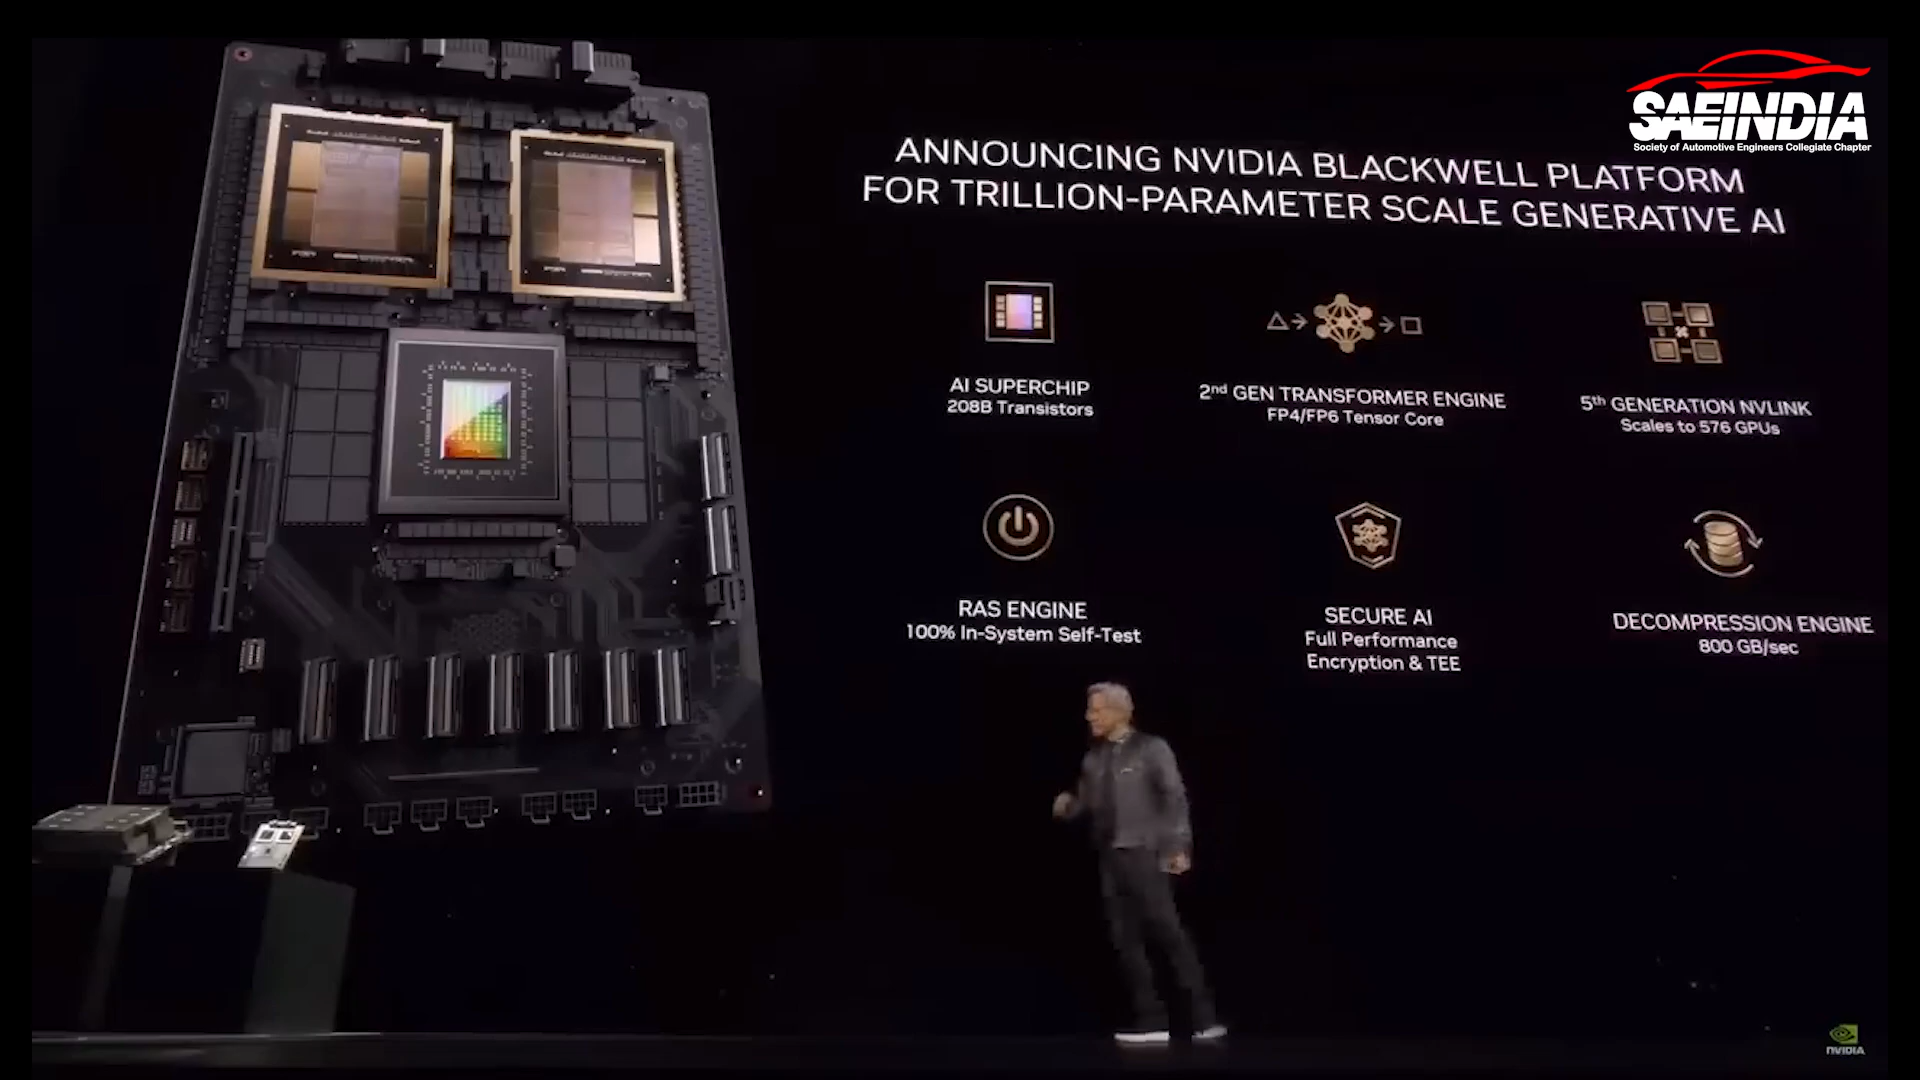 SAEINDIA
Society of Automotive Engineers Collegiate Chapter
ANNOUNCING NVIDIA BLACKWELL PLATFORM
FOR TRILLION-PARAMETER SCALE GENERATIVE AI
AI SUPERCHIP
208B Transistors
2nd GEN TRANSFORMER ENGINE
FP4/FP6 Tensor Core
5th GENERATION NVLINK
Scales to 576 GPUs
RAS ENGINE
100% In-System Self-Test
SECURE AI
Full Performance
Encryption & TEE
DECOMPRESSION ENGINE
800 GB/sec
NVIDIA